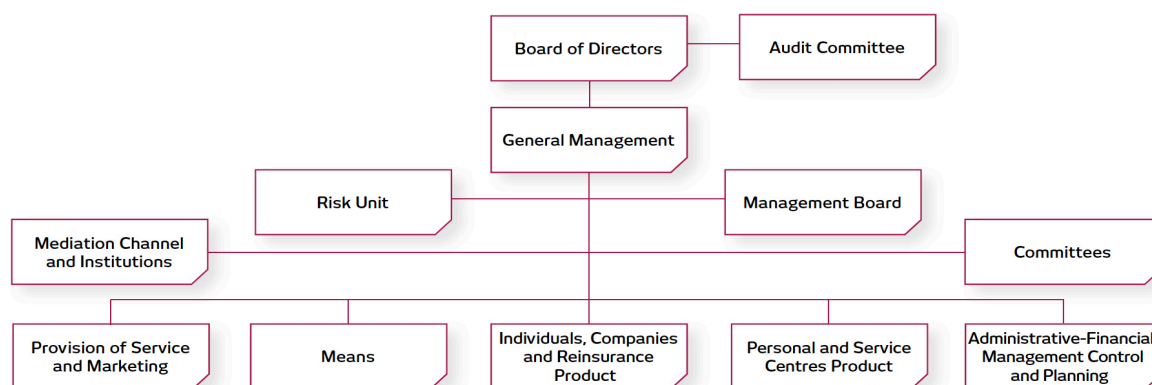 Board of Directors
Audit Committee
General Management
Risk Unit
Management Board
Mediation Channel
and Institutions
Committees
Provision of Service
and Marketing
Means
Individuals, Companies
and Reinsurance
Product
Personal and Service
Centres Product
Administrative-Financial
Management Control
and Planning